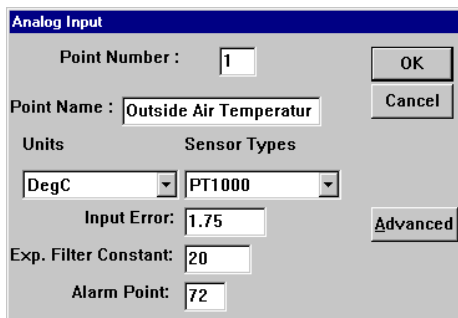 Analog Input
Point Number : 1
OK
Point Name : Outside Air Temperatur
Cancel
Units Sensor Types
DegC PT1000
Input Error: 1.75
Advanced
Exp. Filter Constant: 20
Alarm Point: 72